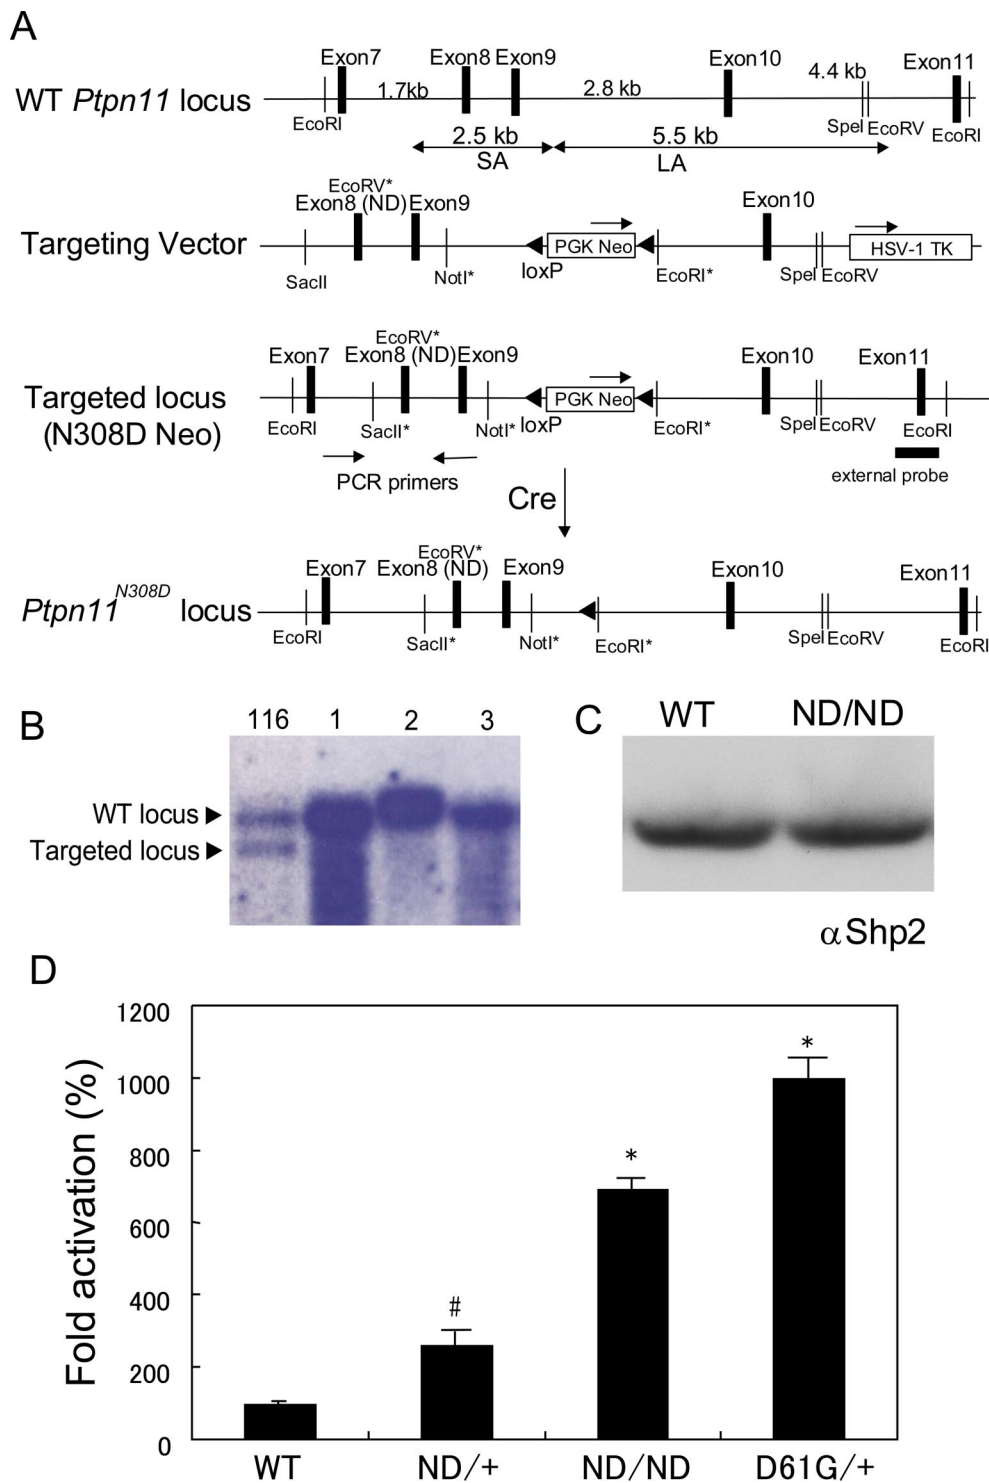 A
Exon7 Exon8 Exon9 Exon10 4.4 kb Exon11
WT Ptpn11 locus 1.7kb 2.8 kb
EcoRI SpeI EcoRV EcoRI
2.5 kb 5.5 kb
SA LA
EcoRV*
Exon8 (ND) Exon9 Exon10
Targeting Vector PGK Neo HSV-1 TK
SacII NotI* loxP EcoRI* SpeI EcoRV
EcoRV*
Exon7 Exon8 (ND) Exon9 Exon10 Exon11
Targeted locus PGK Neo
(N308D Neo) EcoRI SacII* NotI* loxP EcoRI* SpeI EcoRV EcoRI
PCR primers external probe
Cre
EcoRV*
Exon7 Exon8 (ND) Exon9 Exon10 Exon11
Ptpn11N308D locus
EcoRI SacII* NotI* EcoRI* SpeI EcoRV EcoRI
B 116 1 2 3
WT locus
Targeted locus
C WT ND/ND
αShp2
D
Fold activation (%)
1200
1000
800
600
400
200
0
# * *
WT ND/+ ND/ND D61G/+